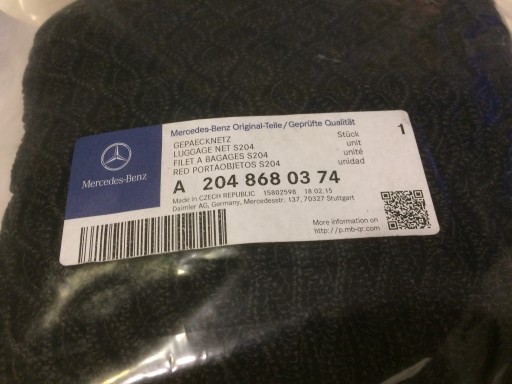 Mercedes-Benz Original-Teile/Geprüfte Qualität
GEPAECKNETZ Stück 1
LUGGAGE NET S204 unit
FILET A BAGAGES S204 unité
RED PORTAOBJETOS S204 unidad
A 204 868 03 74
Mercedes-Benz
Made in CZECH REPUBLIC 15802598 18.02.15
Daimler AG, Germany, Mercedesstr. 137, 70327 Stuttgart
More information on
http://p.mb-qr.com